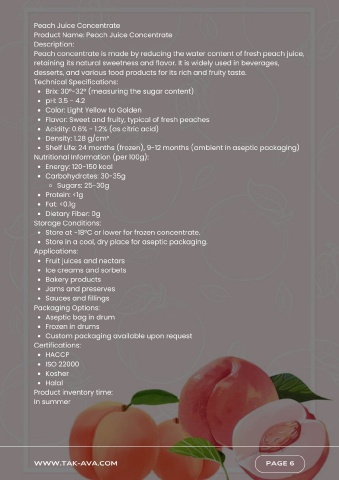 Peach Juice Concentrate
Product Name: Peach Juice Concentrate
Description:
Peach concentrate is made by reducing the water content of fresh peach juice,
retaining its natural sweetness and flavor. It is widely used in beverages,
desserts, and various food products for its rich and fruity taste.
Technical Specifications:
• Brix: 30°-32° (measuring the sugar content)
• pH: 3.5 - 4.2
• Color: Light Yellow to Golden
• Flavor: Sweet and fruity, typical of fresh peaches
• Acidity: 0.6% - 1.2% (as citric acid)
• Density: 1.28 g/cm³
• Shelf Life: 24 months (frozen), 9-12 months (ambient in aseptic packaging)
Nutritional Information (per 100g):
• Energy: 120-150 kcal
• Carbohydrates: 30-35g
○ Sugars: 25-30g
• Protein: <1g
• Fat: <0.1g
• Dietary Fiber: 0g
Storage Conditions:
• Store at -18°C or lower for frozen concentrate.
• Store in a cool, dry place for aseptic packaging.
Applications:
• Fruit juices and nectars
• Ice creams and sorbets
• Bakery products
• Jams and preserves
• Sauces and fillings
Packaging Options:
• Aseptic bag in drum
• Frozen in drums
• Custom packaging available upon request
Certifications:
• HACCP
• ISO 22000
• Kosher
• Halal
Product inventory time:
In summer
WWW.TAK-AVA.COM
PAGE 6